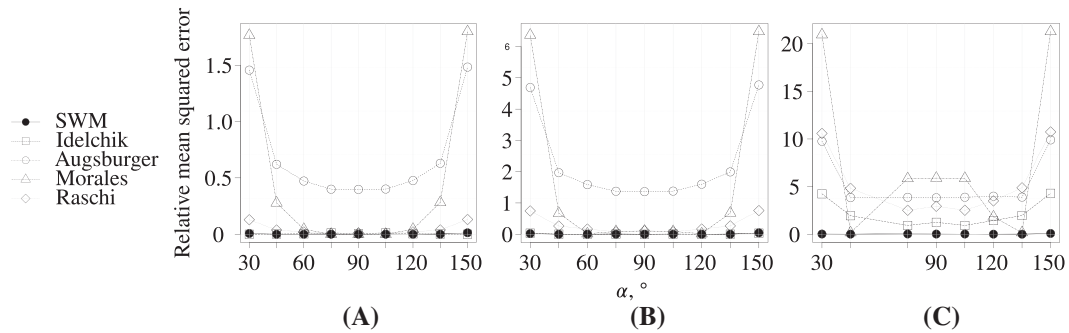 Relative mean squared error
SWM
Idelchik
Augsburger
Morales
Raschi
1.5
1.0
0.5
0
30 60 90 120 150
(A)
6
5
4
3
2
1
0
30 60 90 120 150
α, °
(B)
20
15
10
5
0
30 90 120 150
(C)